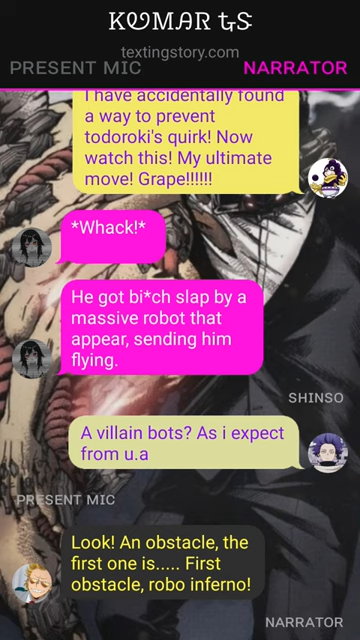 KUMAR GS
textingstory.com
PRESENT MIC
NARRATOR
I have accidentally found
a way to prevent
todoroki's quirk! Now
watch this! My ultimate
move! Grape!!!!!!
*Whack!*
He got bi*ch slap by a
massive robot that
appear, sending him
flying.
SHINSO
A villain bots? As i expect
from u.a
PRESENT MIC
Look! An obstacle, the
first one is..... First
obstacle, robo inferno!
NARRATOR